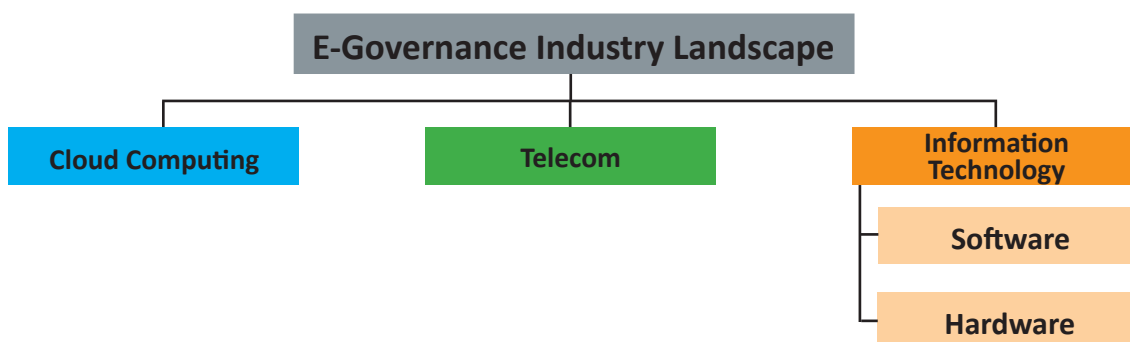 E-Governance Industry Landscape
Cloud Computing
Telecom
Information
Technology
Software
Hardware